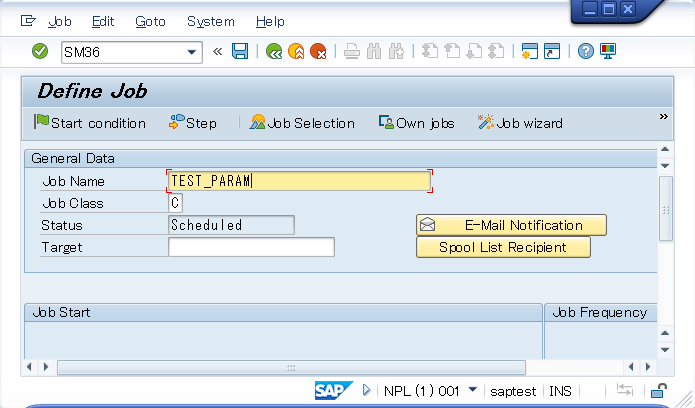 Job Edit Goto System Help
SM36
Define Job
Start condition Step Job Selection Own jobs Job wizard
General Data
Job Name TEST_PARAM
Job Class C
Status Scheduled E-Mail Notification
Target Spool List Recipient
Job Start Job Frequency
SAP NPL (1) 001 saptest INS